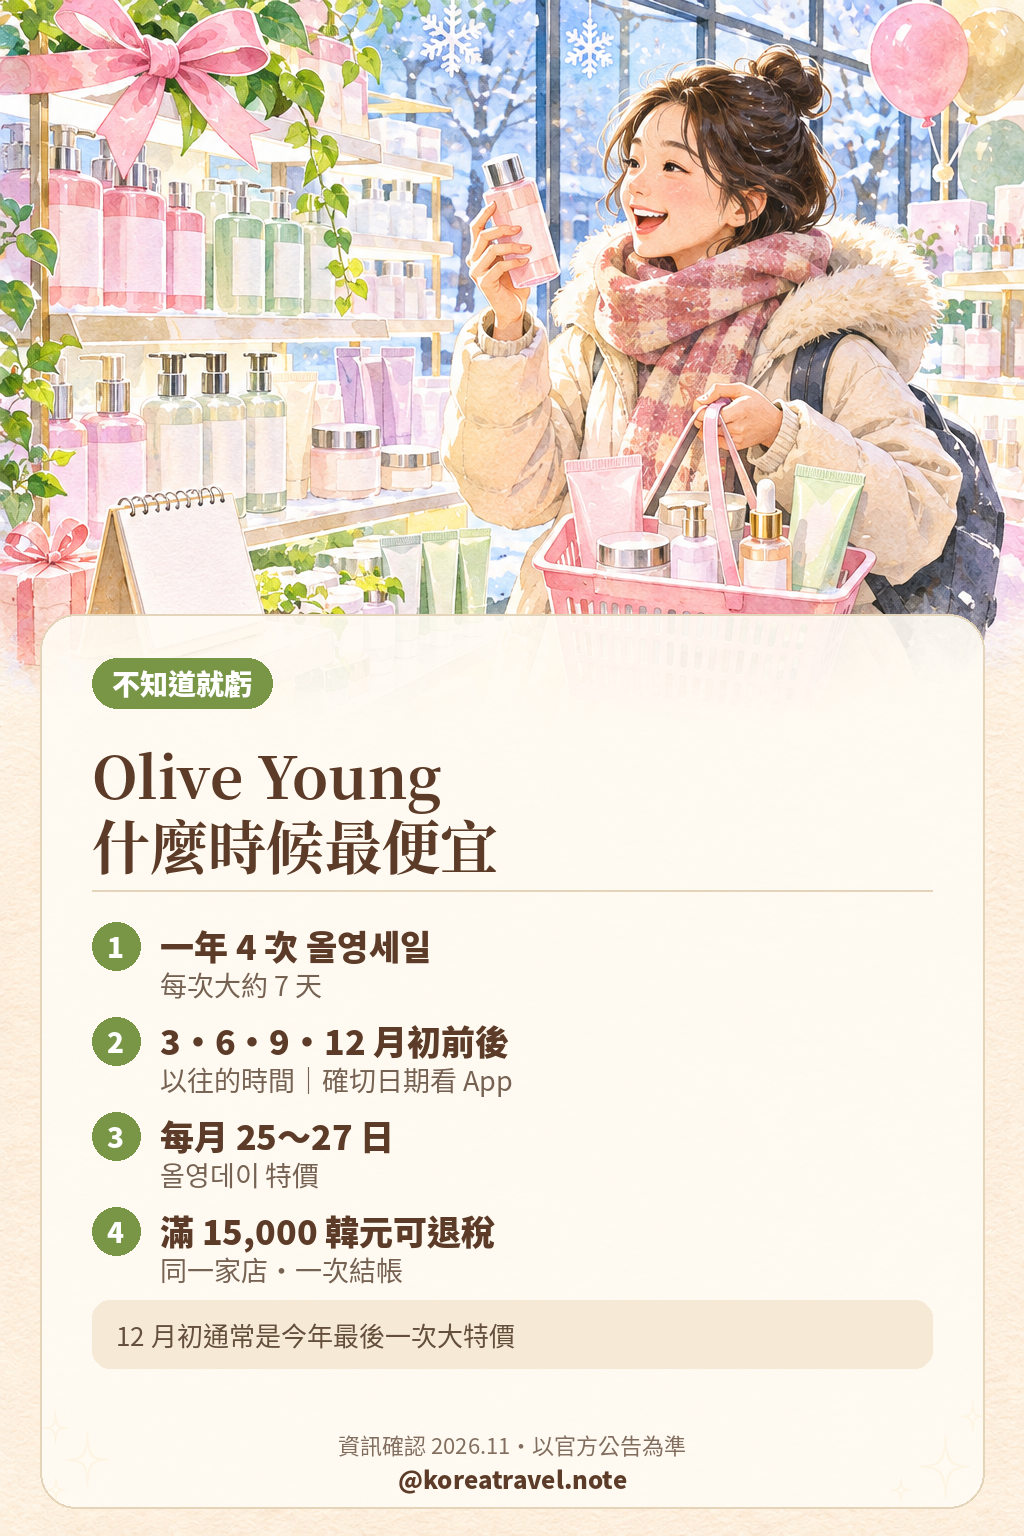 不知道就虧
Olive Young
什麼時候最便宜
1 一年 4 次 올영세일
每次大約 7 天
2 3・6・9・12 月初前後
以往的時間｜確切日期看 App
3 每月 25～27 日
올영데이 特價
4 滿 15,000 韓元可退稅
同一家店・一次結帳
12 月初通常是今年最後一次大特價
資訊確認 2026.11・以官方公告為準
@koreatravel.note